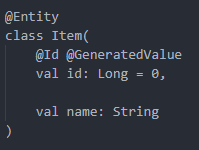 @Entity
class Item(
    @Id @GeneratedValue
    val id: Long = 0,

    val name: String
)